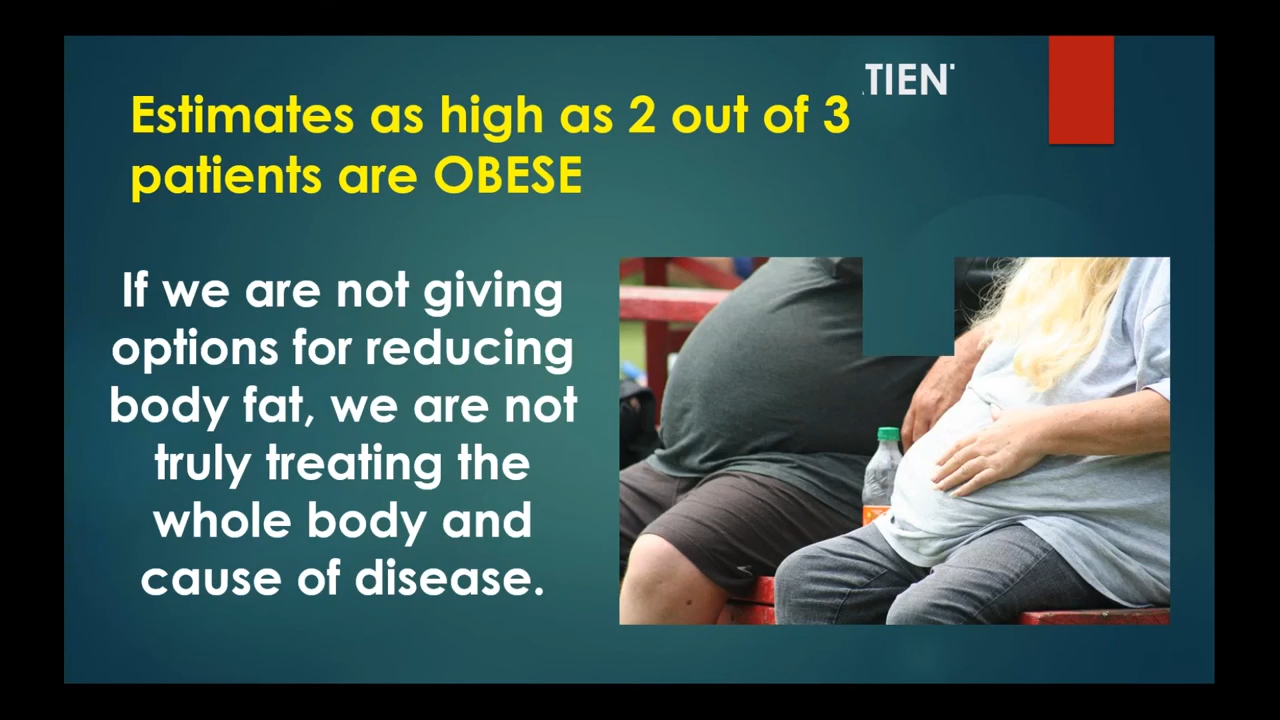 TIEN
Estimates as high as 2 out of 3
patients are OBESE
If we are not giving
options for reducing
body fat, we are not
truly treating the
whole body and
cause of disease.